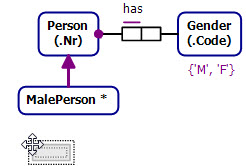 has
Person
(.Nr)
Gender
(.Code)
{'M', 'F'}
MalePerson *